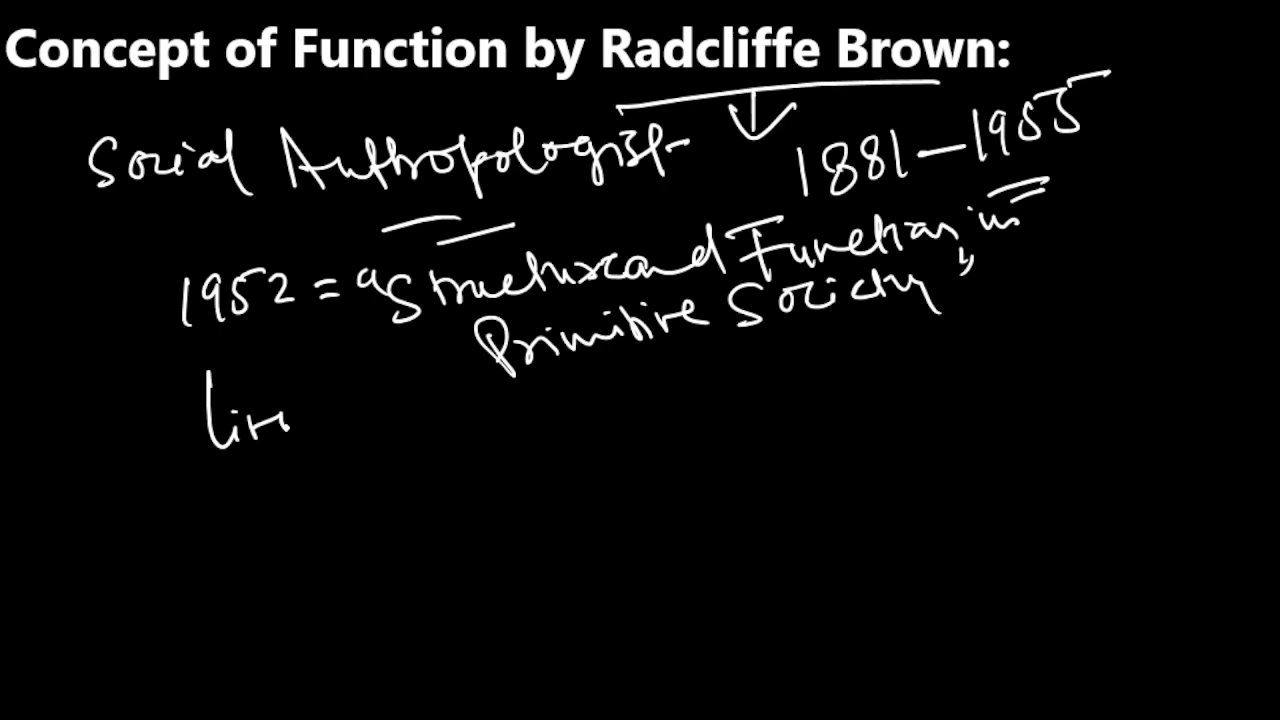 Concept of Function by Radcliffe Brown:
Social Anthropologist
1881-1955
1952 = "Structure and Function in
Primitive Society"